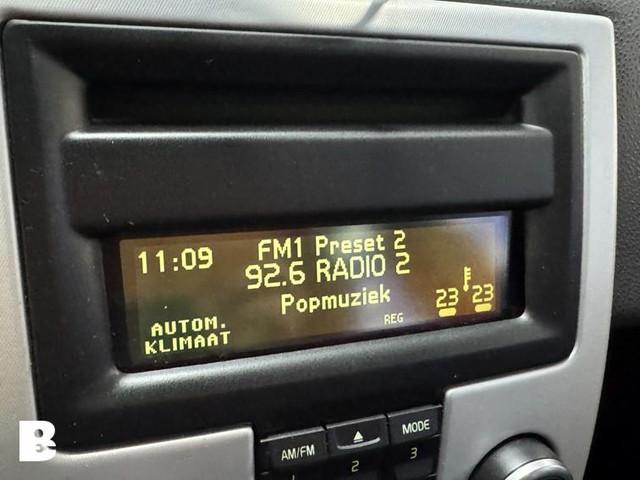 11:09
FM1 Preset 2
92.6 RADIO 2
Popmuziek
REG
23 23
AUTOM.
KLIMAAT
AM/FM
MODE
1
2
3
B